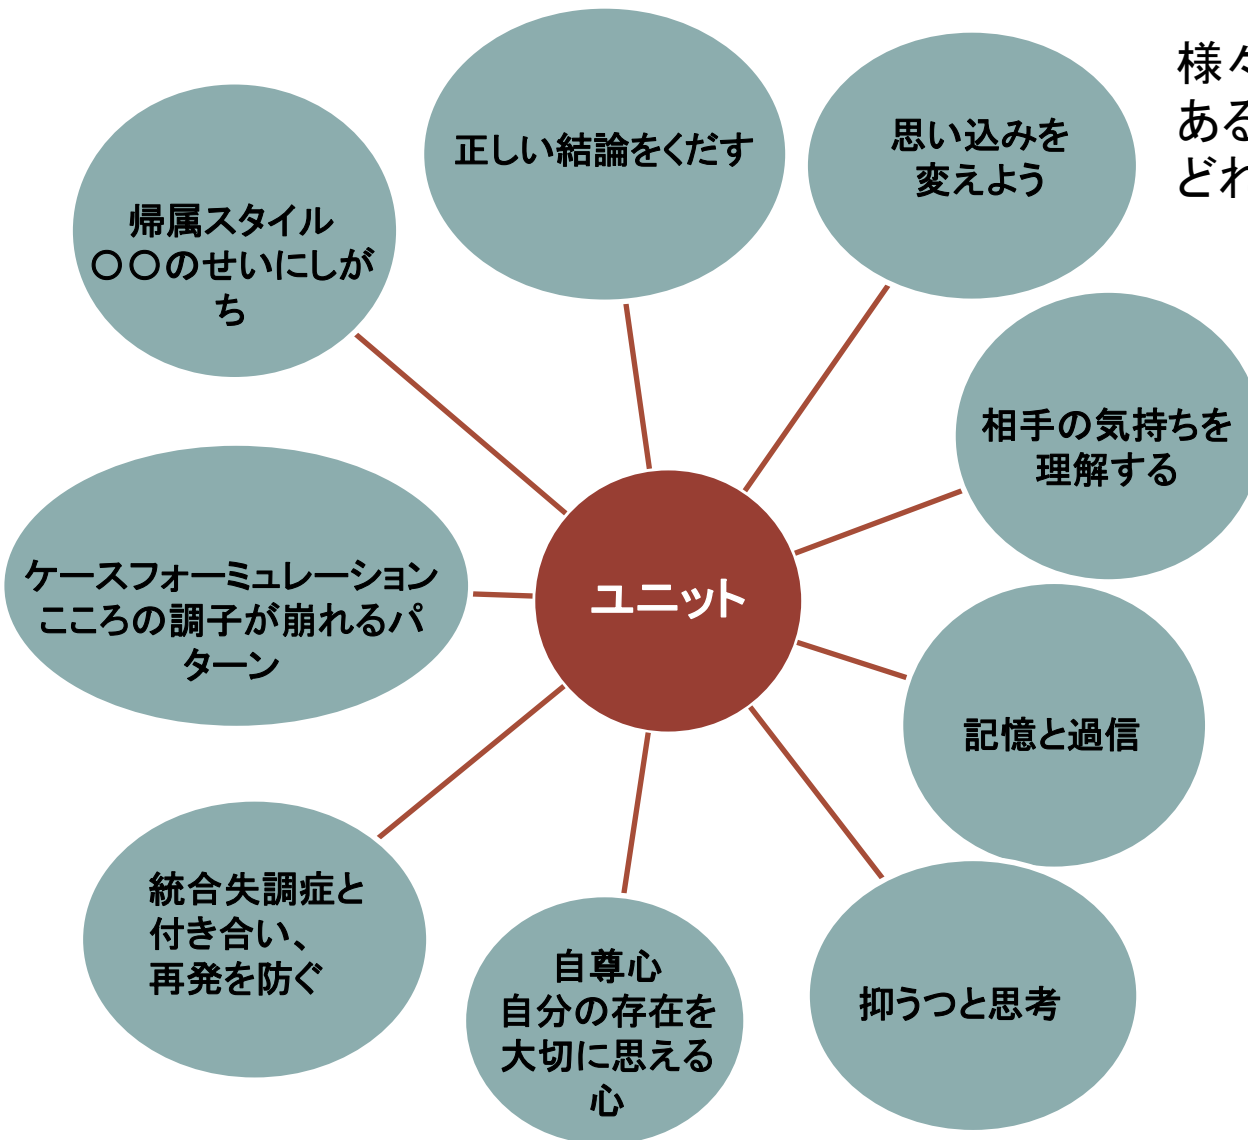 正しい結論をくだす
思い込みを
変えよう
様々
ある
どれ
帰属スタイル
〇〇のせいにしが
ち
相手の気持ちを
理解する
ケースフォーミュレーション
こころの調子が崩れるパ
ターン
ユニット
記憶と過信
統合失調症と
付き合い、
再発を防ぐ
自尊心
自分の存在を
大切に思える
心
抑うつと思考